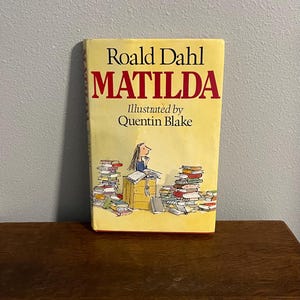 Roald Dahl
MATILDA
Illustrated by
Quentin Blake